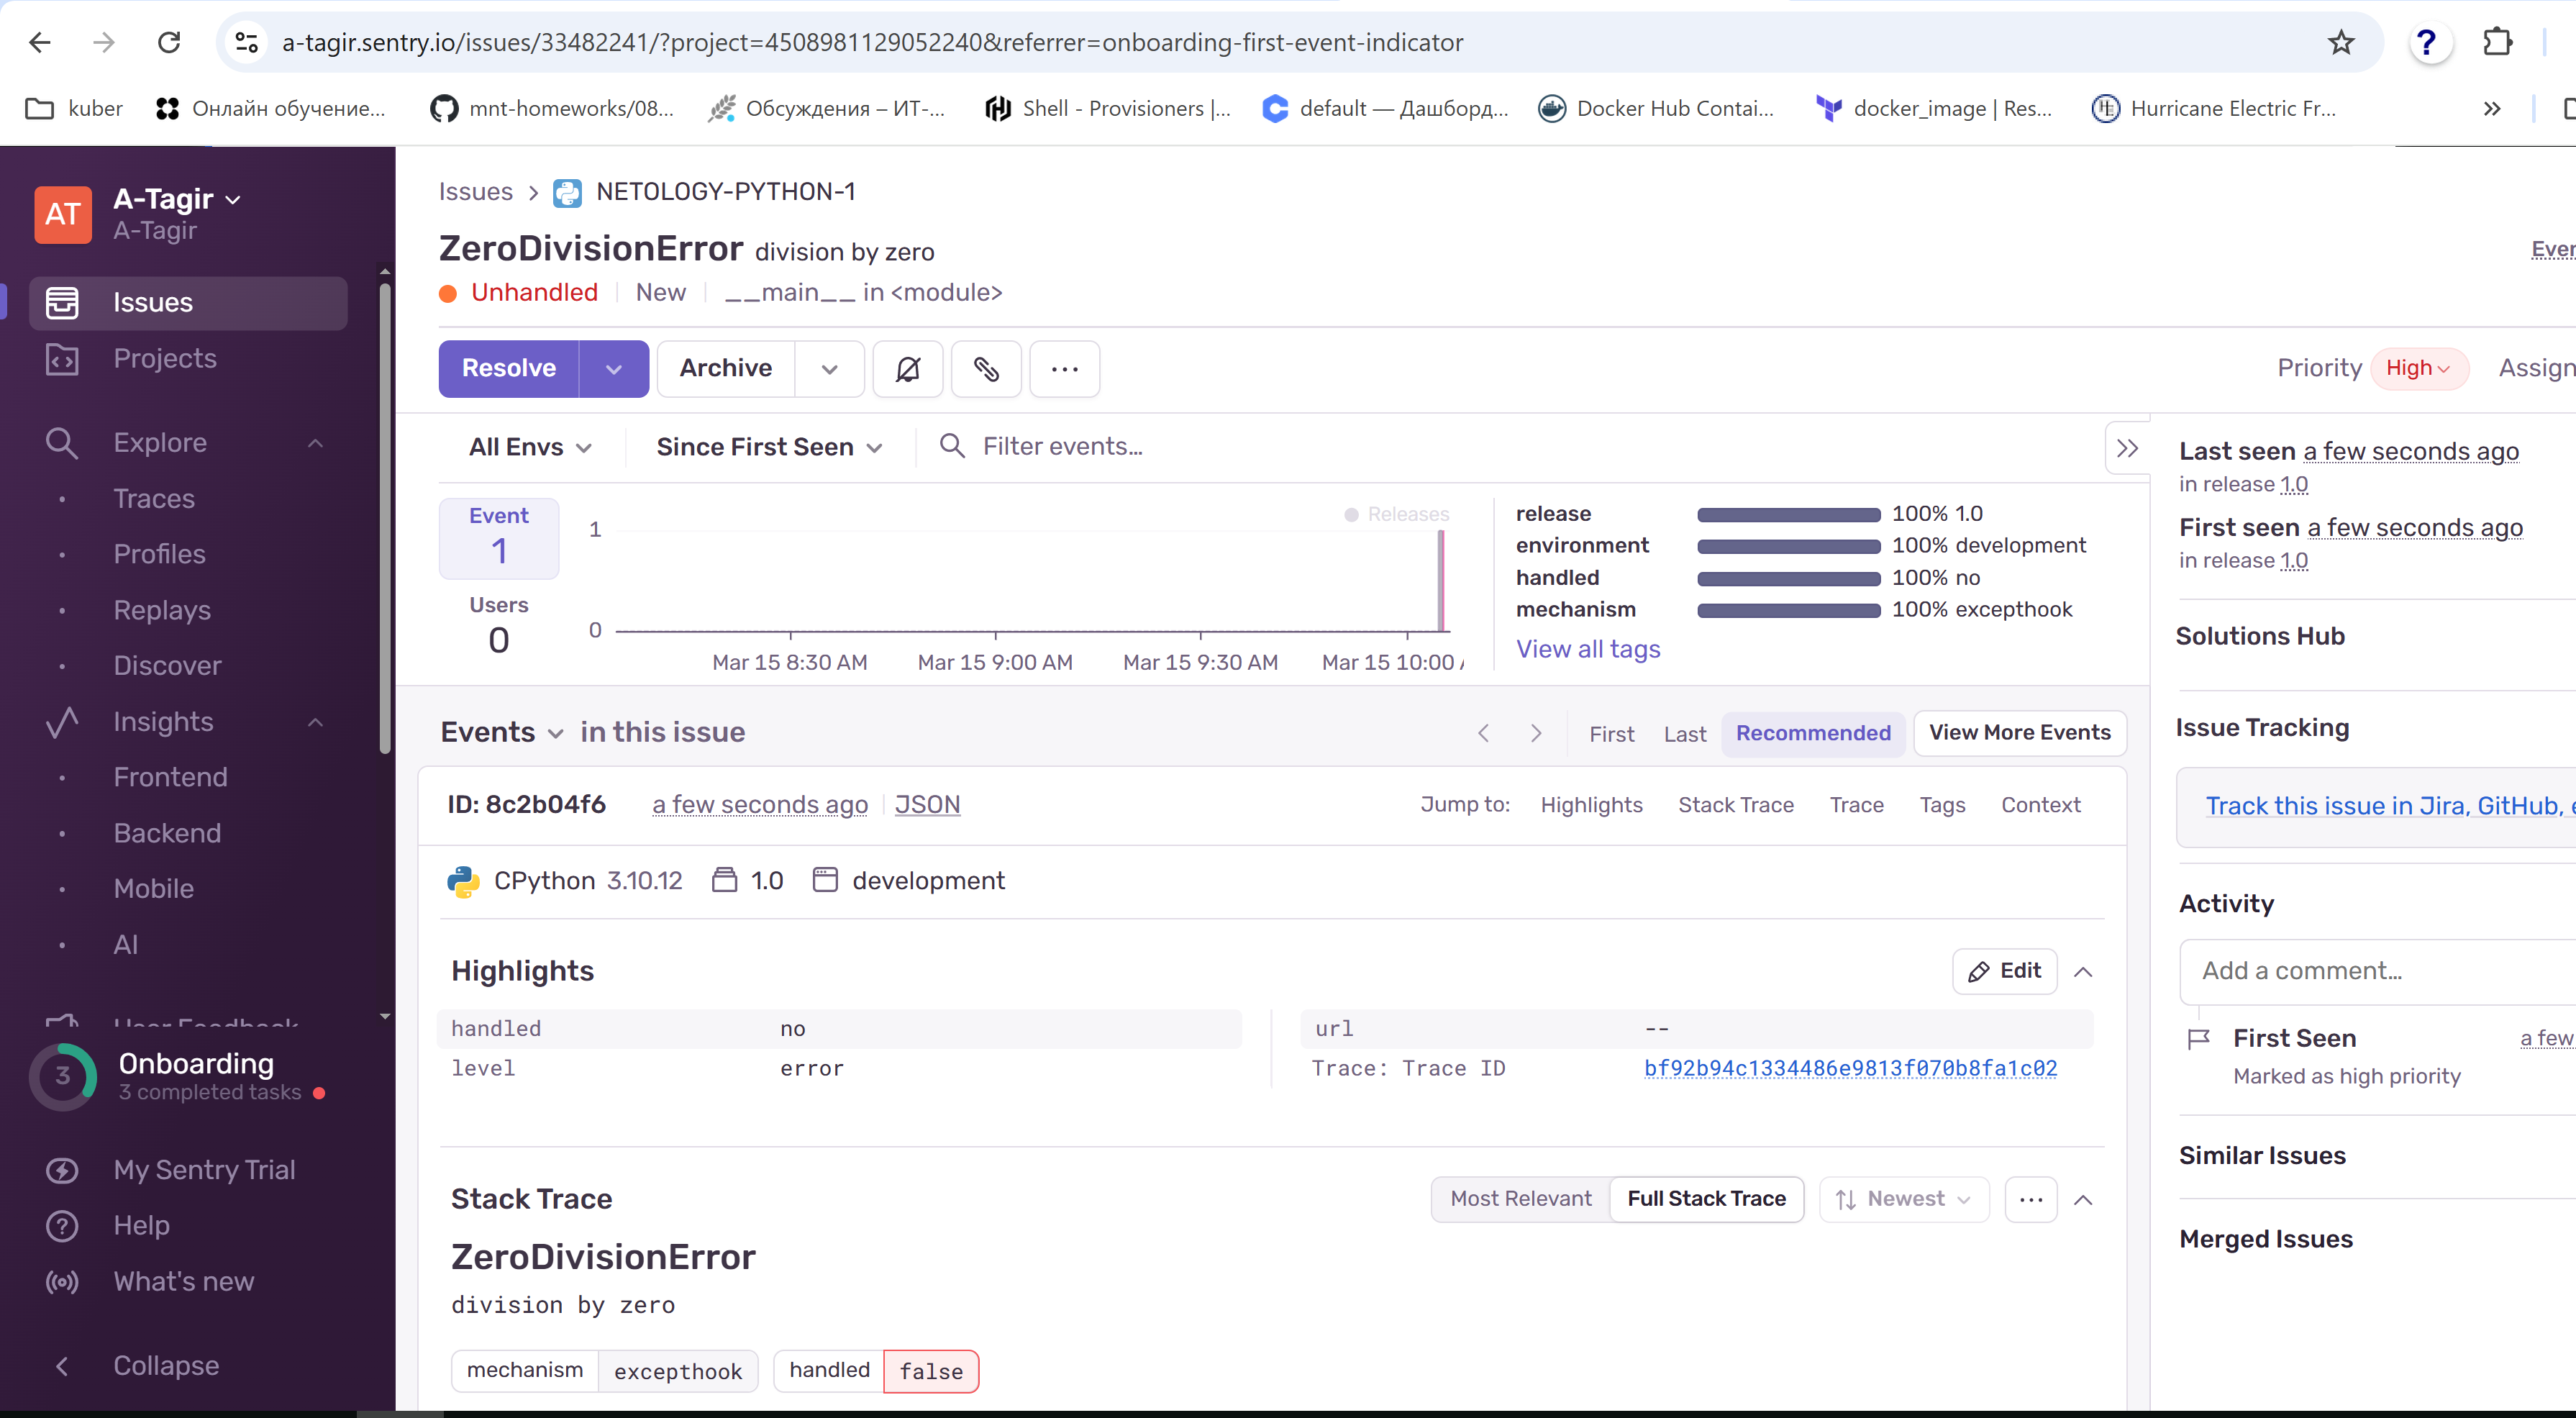 a-tagir.sentry.io/issues/33482241/?project=4508981129052240&referrer=onboarding-first-event-indicator
?
kuber
Онлайн обучение...
mnt-homeworks/08...
Обсуждения – ИТ-...
Shell - Provisioners |...
default — Дашборд...
Docker Hub Contai...
docker_image | Res...
Hurricane Electric Fr...
AT
A-Tagir
A-Tagir
Issues
Projects
Explore
Traces
Profiles
Replays
Discover
Insights
Frontend
Backend
Mobile
AI
User Feedback
3
Onboarding
3 completed tasks
My Sentry Trial
Help
What's new
Collapse
Issues > NETOLOGY-PYTHON-1
ZeroDivisionError division by zero
Unhandled | New | __main__ in <module>
Resolve
Archive
Priority High
All Envs
Since First Seen
Filter events...
Event
1
Users
0
1
0
Releases
Mar 15 8:30 AM
Mar 15 9:00 AM
Mar 15 9:30 AM
Mar 15 10:00
release 100% 1.0
environment 100% development
handled 100% no
mechanism 100% excepthook
View all tags
Events in this issue
First
Last
Recommended
View More Events
ID: 8c2b04f6
a few seconds ago
JSON
Jump to:
Highlights
Stack Trace
Trace
Tags
Context
CPython 3.10.12
1.0
development
Highlights
Edit
handled no
level error
url --
Trace: Trace ID bf92b94c1334486e9813f070b8fa1c02
Stack Trace
Most Relevant
Full Stack Trace
Newest
ZeroDivisionError
division by zero
mechanism excepthook
handled false
Last seen a few seconds ago
in release 1.0
First seen a few seconds ago
in release 1.0
Solutions Hub
Issue Tracking
Track this issue in Jira, GitHub,
Activity
Add a comment...
First Seen
a few
Marked as high priority
Similar Issues
Merged Issues